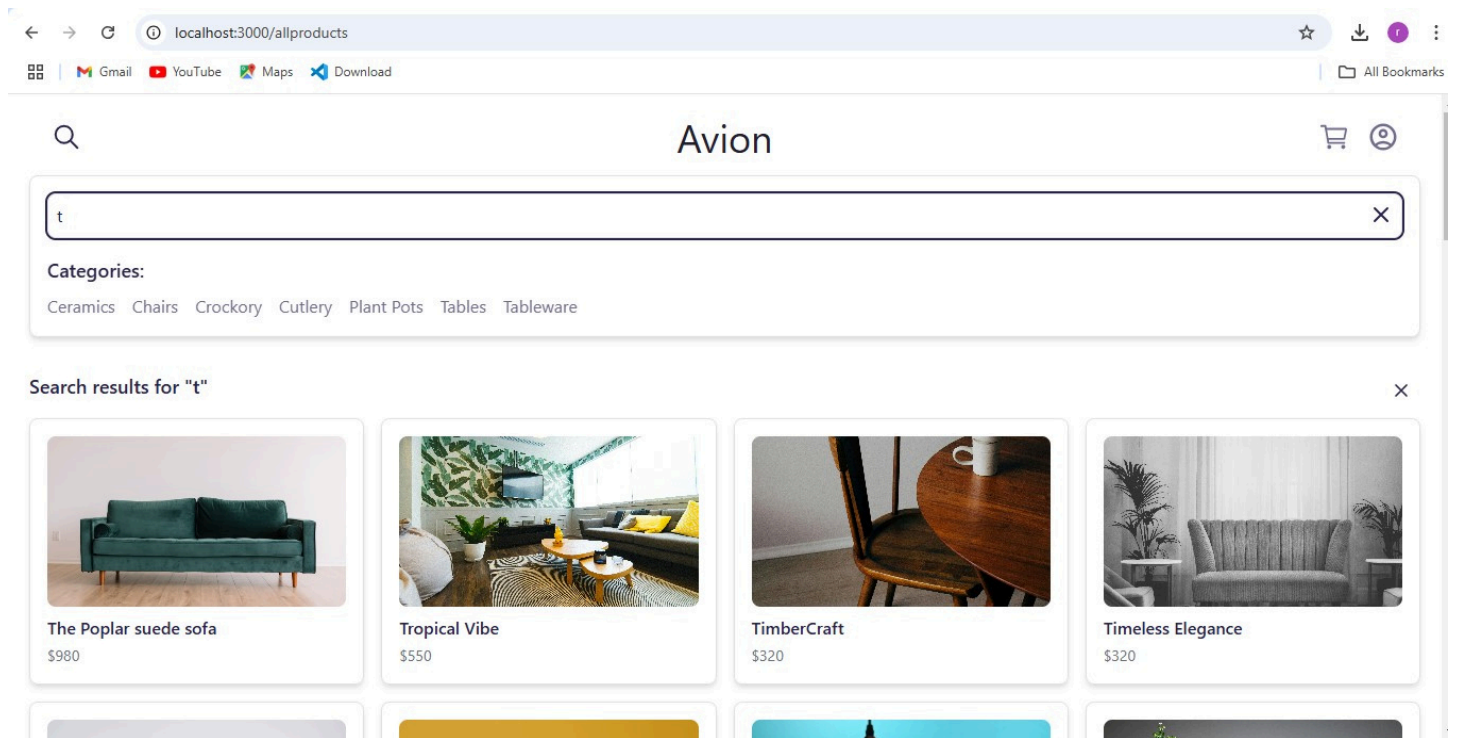 localhost:3000/allproducts
r
Gmail YouTube Maps Download All Bookmarks
Avion
t
Categories:
Ceramics Chairs Crockory Cutlery Plant Pots Tables Tableware
Search results for "t"
The Poplar suede sofa
$980
Tropical Vibe
$550
TimberCraft
$320
Timeless Elegance
$320